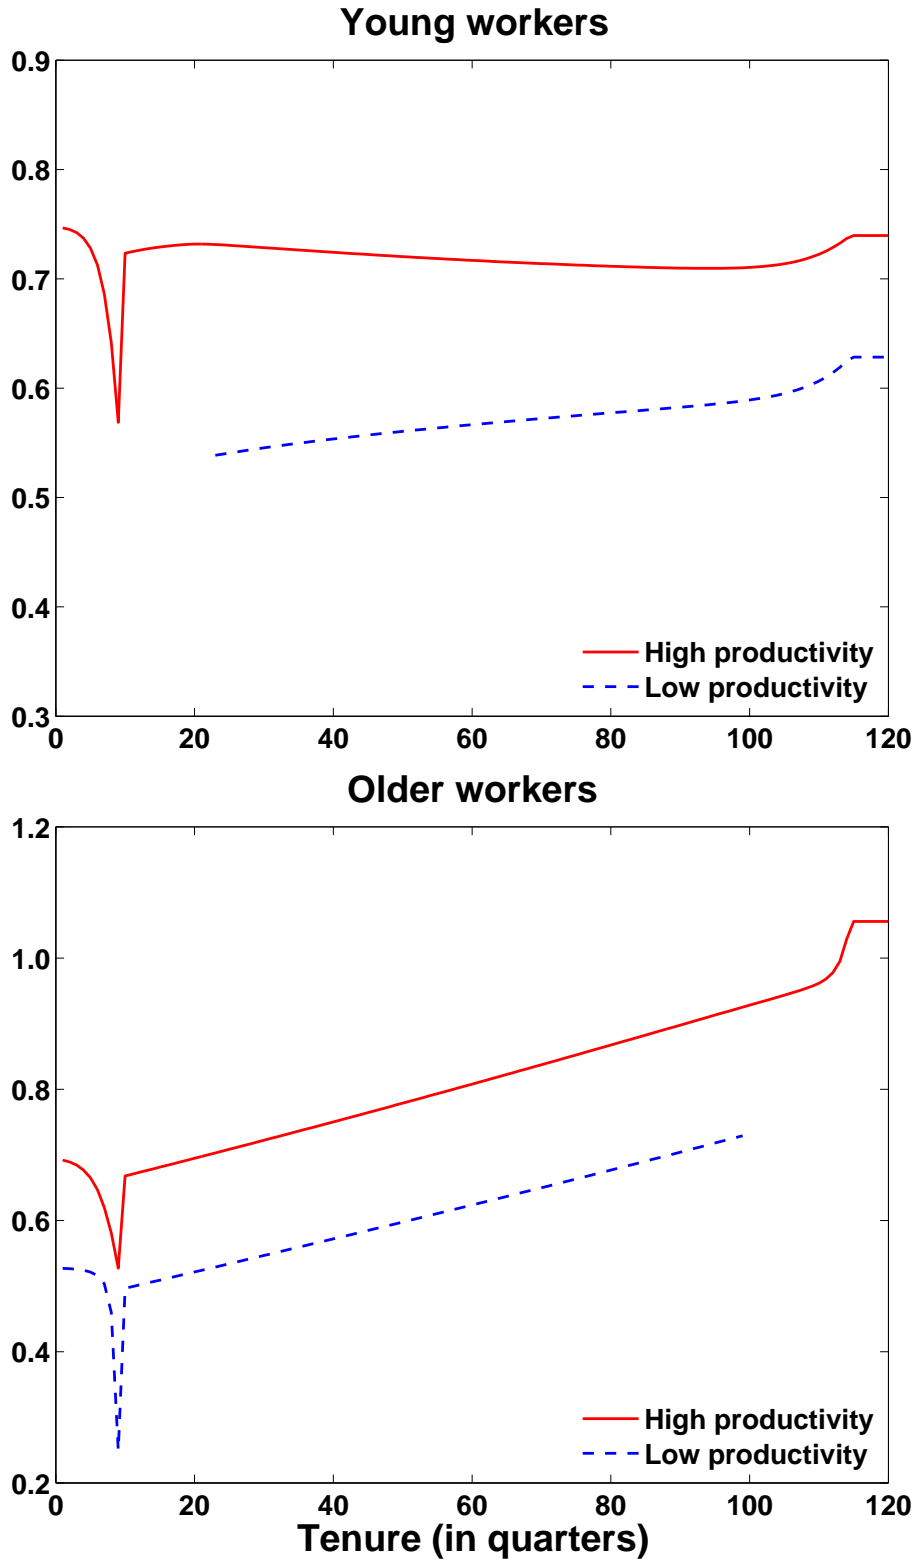 Young workers
0.9
0.8
0.7
0.6
0.5
0.4
0.3
High productivity
Low productivity
0 20 40 60 80 100 120
Older workers
1.2
1.0
0.8
0.6
0.4
0.2
High productivity
Low productivity
0 20 40 60 80 100 120
Tenure (in quarters)